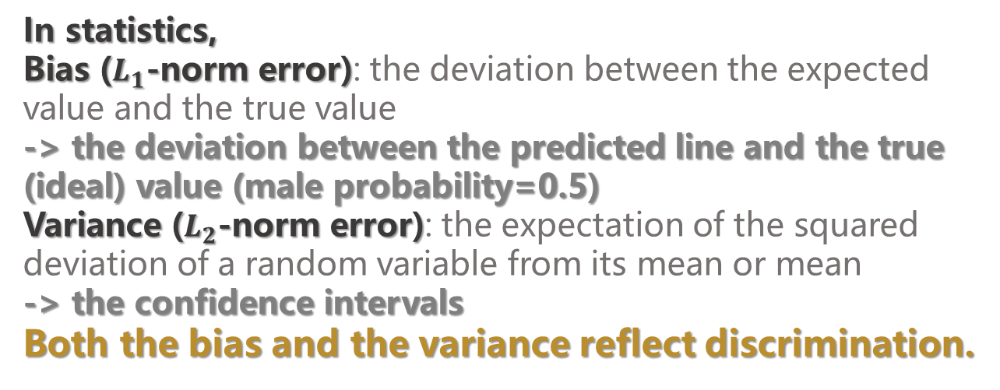 In statistics,
Bias (L₁-norm error): the deviation between the expected
value and the true value
-> the deviation between the predicted line and the true
(ideal) value (male probability=0.5)
Variance (L₂-norm error): the expectation of the squared
deviation of a random variable from its mean or mean
-> the confidence intervals
Both the bias and the variance reflect discrimination.